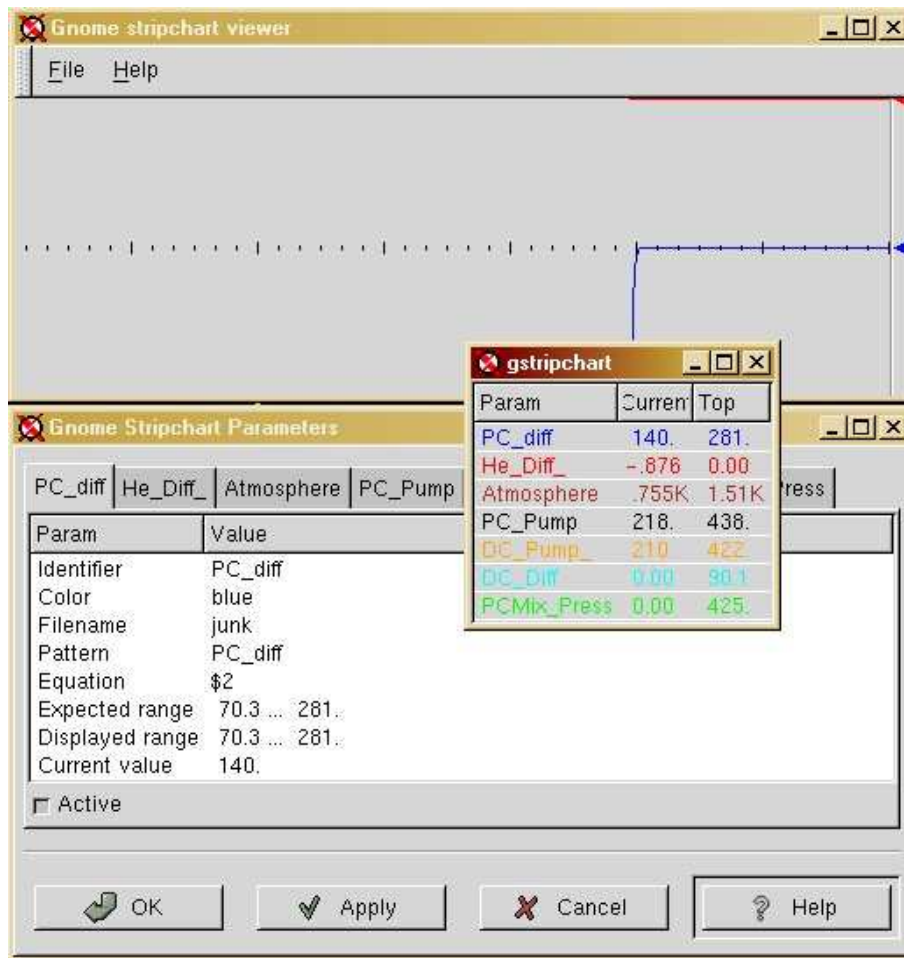 Gnome stripchart viewer
File Help
gstripchart
Param Curren Top
PC_diff 140. 281.
He_Diff_ -.876 0.00
Atmosphere .755K 1.51K
PC_Pump 218. 438.
DC_Pump_ 210 422.
DC_Diff 0.00 90.1
PCMix_Press 0.00 425.
Gnome Stripchart Parameters
PC_diff He_Diff_ Atmosphere PC_Pump ress
Param Value
Identifier PC_diff
Color blue
Filename junk
Pattern PC_diff
Equation $2
Expected range 70.3 ... 281.
Displayed range 70.3 ... 281.
Current value 140.
Active
OK Apply Cancel Help